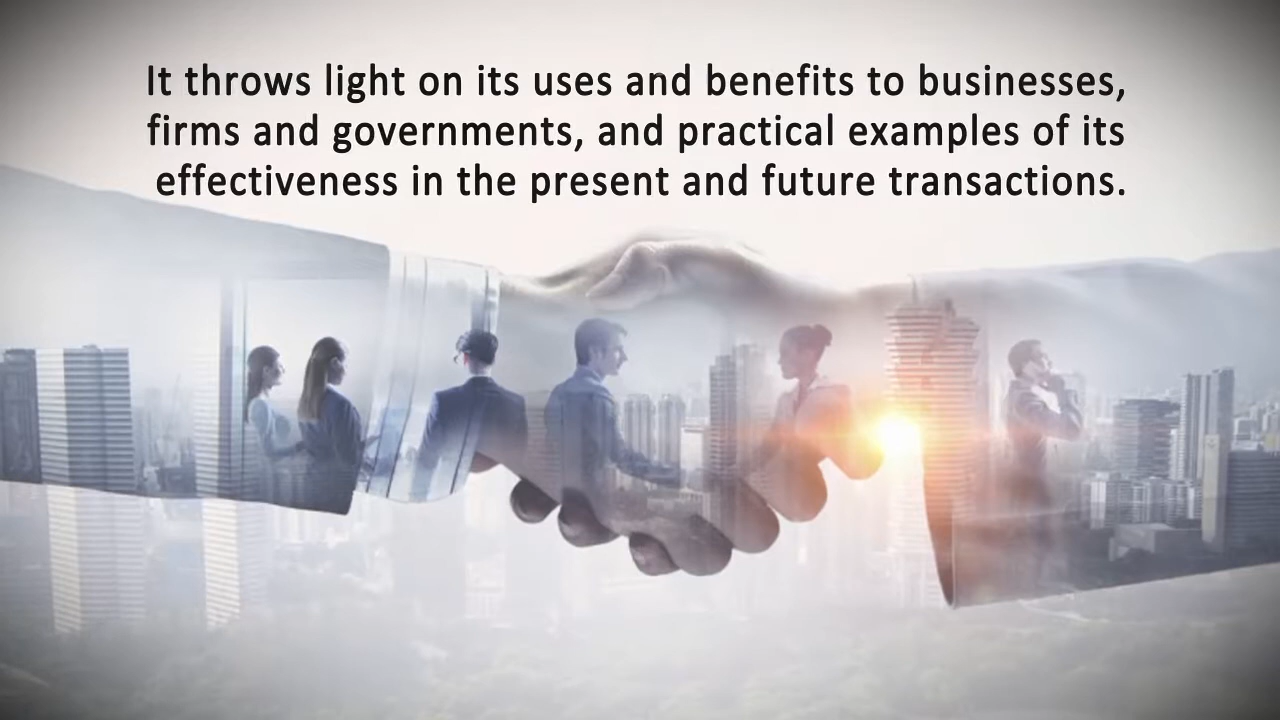 It throws light on its uses and benefits to businesses,
firms and governments, and practical examples of its
effectiveness in the present and future transactions.